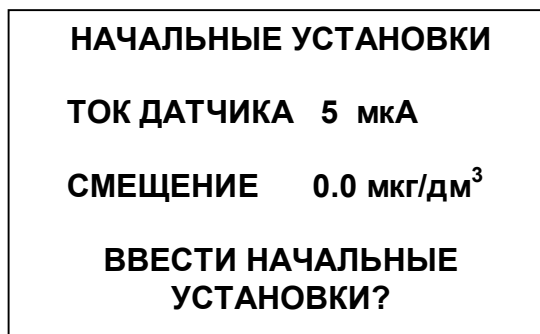 НАЧАЛЬНЫЕ УСТАНОВКИ
ТОК ДАТЧИКА 5 мкА
СМЕЩЕНИЕ 0.0 мкг/дм³
ВВЕСТИ НАЧАЛЬНЫЕ
УСТАНОВКИ?